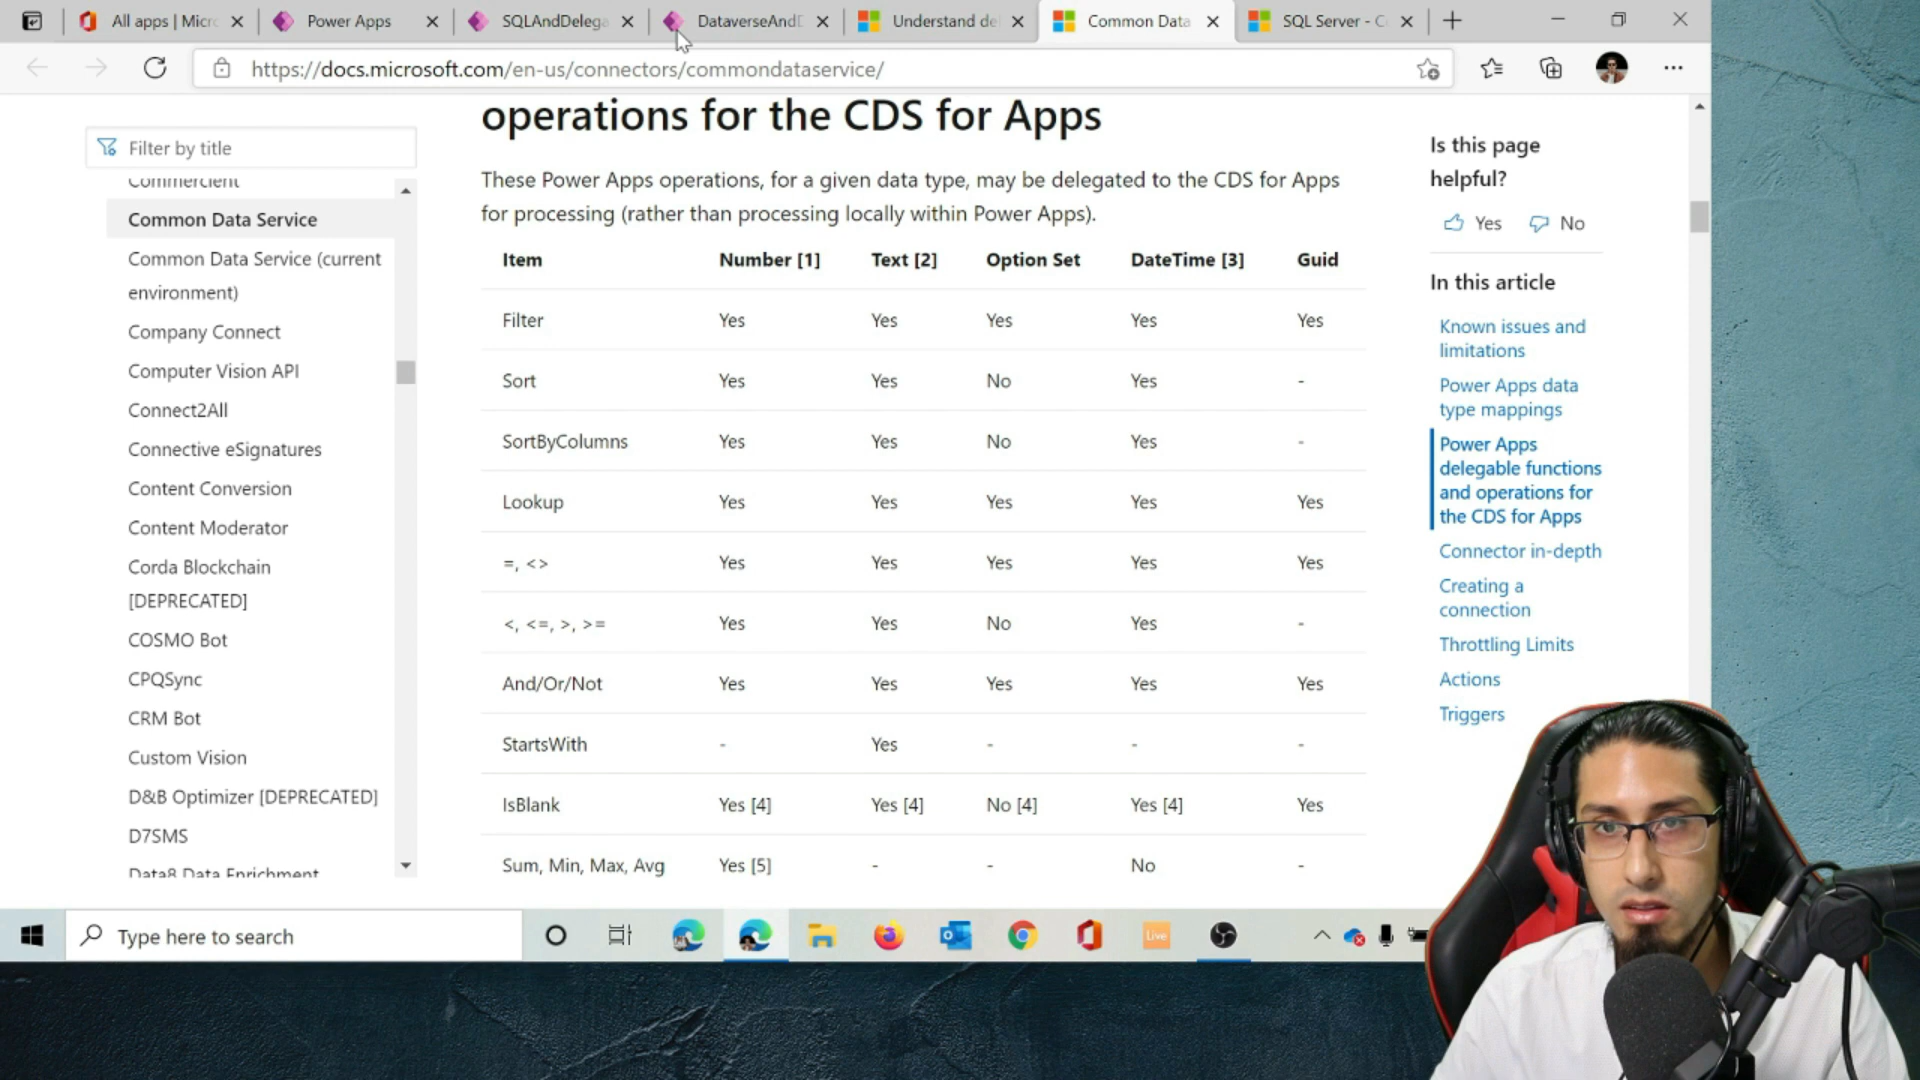 All apps | Micr
Power Apps
SQLAndDelega
DataverseAndD
Understand de
Common Data
SQL Server - C
https://docs.microsoft.com/en-us/connectors/commondataservice/
Filter by title
Commercient
Common Data Service
Common Data Service (current
environment)
Company Connect
Computer Vision API
Connect2All
Connective eSignatures
Content Conversion
Content Moderator
Corda Blockchain
[DEPRECATED]
COSMO Bot
CPQSync
CRM Bot
Custom Vision
D&B Optimizer [DEPRECATED]
D7SMS
Data8 Data Enrichment
operations for the CDS for Apps
These Power Apps operations, for a given data type, may be delegated to the CDS for Apps
for processing (rather than processing locally within Power Apps).
Item Number [1] Text [2] Option Set DateTime [3] Guid
Filter Yes Yes Yes Yes Yes
Sort Yes Yes No Yes -
SortByColumns Yes Yes No Yes -
Lookup Yes Yes Yes Yes Yes
=, <> Yes Yes Yes Yes Yes
<, <=, >, >= Yes Yes No Yes -
And/Or/Not Yes Yes Yes Yes Yes
StartsWith - Yes - - -
IsBlank Yes [4] Yes [4] No [4] Yes [4] Yes
Sum, Min, Max, Avg Yes [5] - - No -
Is this page
helpful?
Yes No
In this article
Known issues and
limitations
Power Apps data
type mappings
Power Apps
delegable functions
and operations for
the CDS for Apps
Connector in-depth
Creating a
connection
Throttling Limits
Actions
Triggers
Type here to search
Live